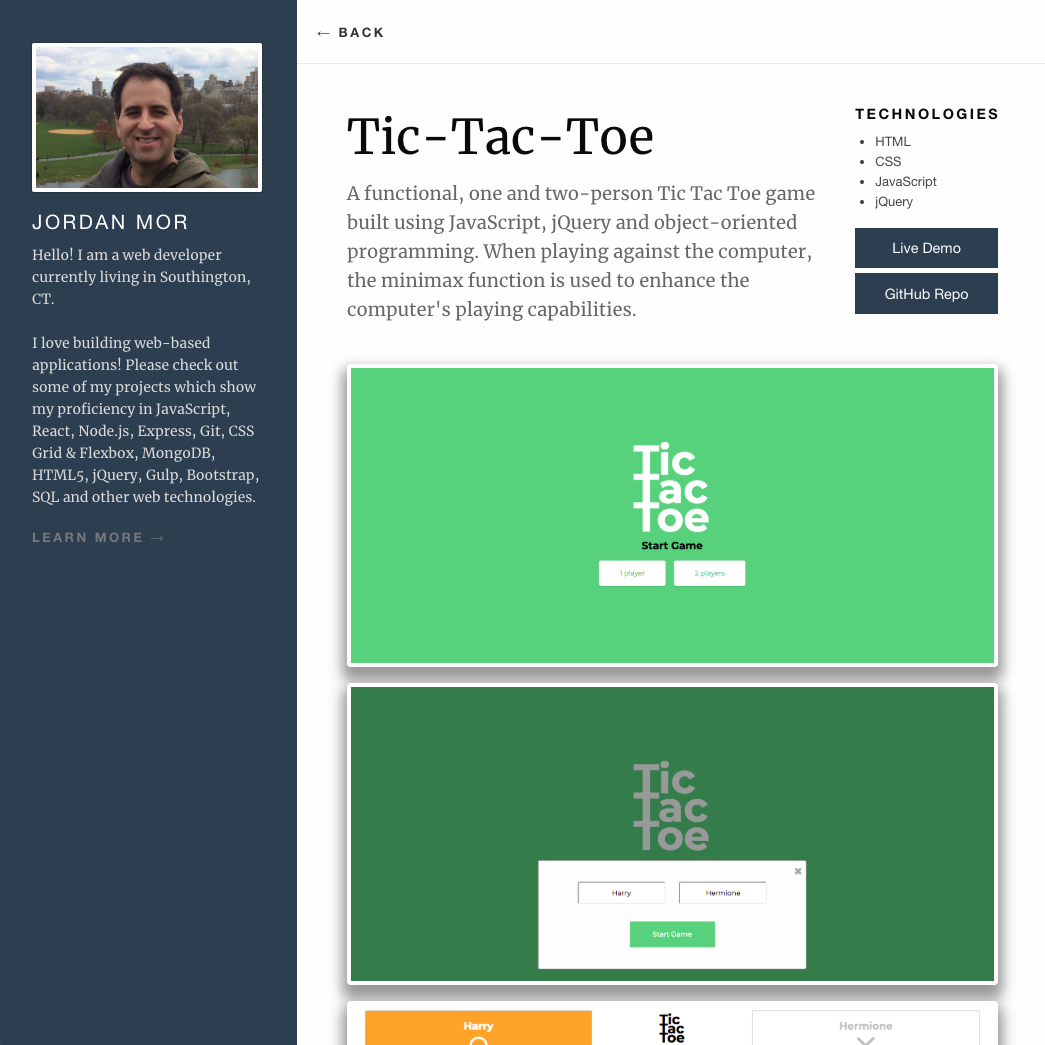 ← BACK
JORDAN MOR
Hello! I am a web developer
currently living in Southington,
CT.
I love building web-based
applications! Please check out
some of my projects which show
my proficiency in JavaScript,
React, Node.js, Express, Git, CSS
Grid & Flexbox, MongoDB,
HTML5, jQuery, Gulp, Bootstrap,
SQL and other web technologies.
LEARN MORE →
Tic-Tac-Toe
A functional, one and two-person Tic Tac Toe game
built using JavaScript, jQuery and object-oriented
programming. When playing against the computer,
the minimax function is used to enhance the
computer's playing capabilities.
TECHNOLOGIES
• HTML
• CSS
• JavaScript
• jQuery
Live Demo
GitHub Repo
Tic
Tac
Toe
Start Game
1 player 2 players
Tic
Tac
Toe
✖
Harry Hermione
Start Game
Harry
Tic
Tac
Toe
Hermione